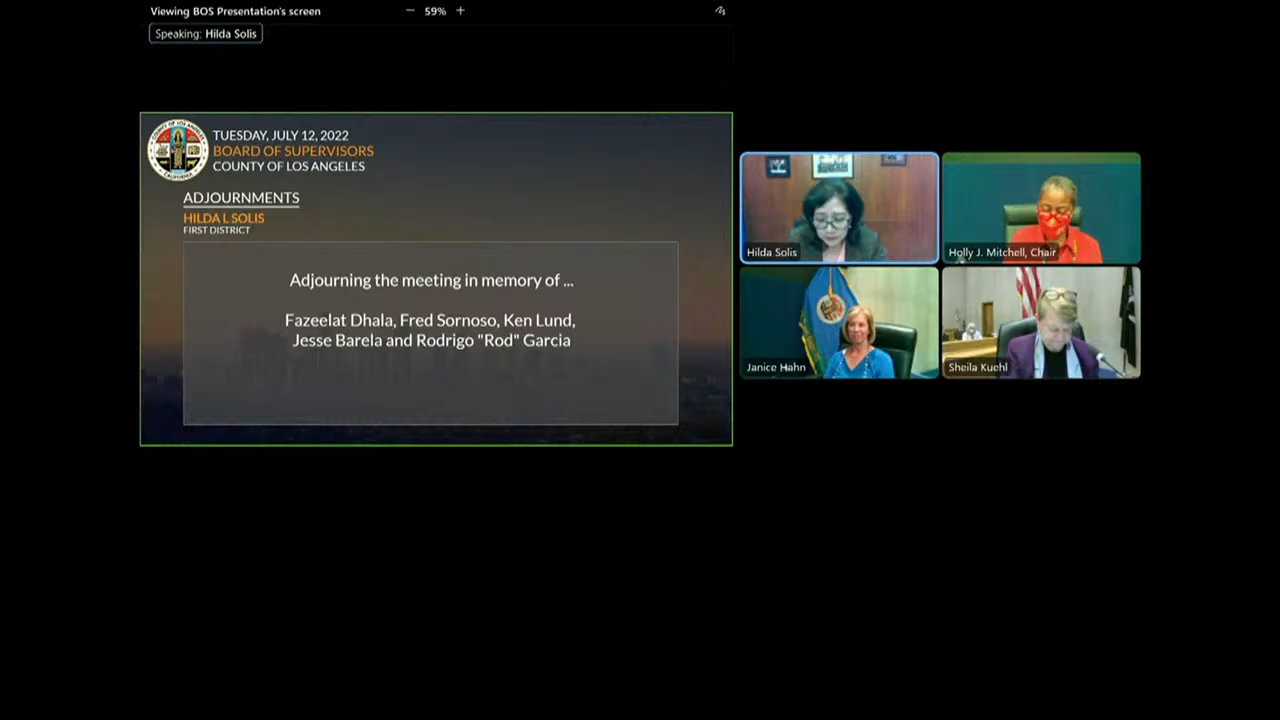 Viewing BOS Presentation's screen
59%
Speaking: Hilda Solis
TUESDAY, JULY 12, 2022
BOARD OF SUPERVISORS
COUNTY OF LOS ANGELES
ADJOURNMENTS
HILDA L SOLIS
FIRST DISTRICT
Adjourning the meeting in memory of ...
Fazeelat Dhala, Fred Sornoso, Ken Lund,
Jesse Barela and Rodrigo "Rod" Garcia
Hilda Solis
Holly J. Mitchell, Chair
Janice Hahn
Sheila Kuehl